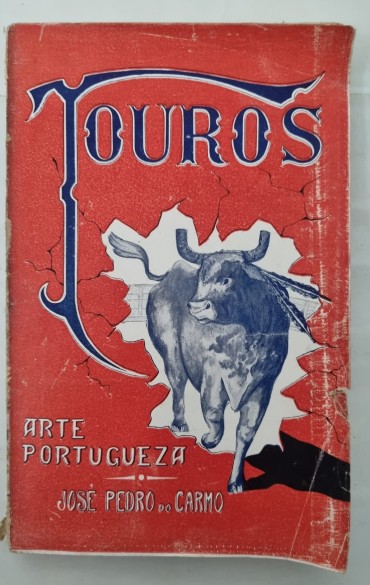 TOUROS
ARTE
PORTUGUEZA
JOSÉ PEDRO DO CARMO